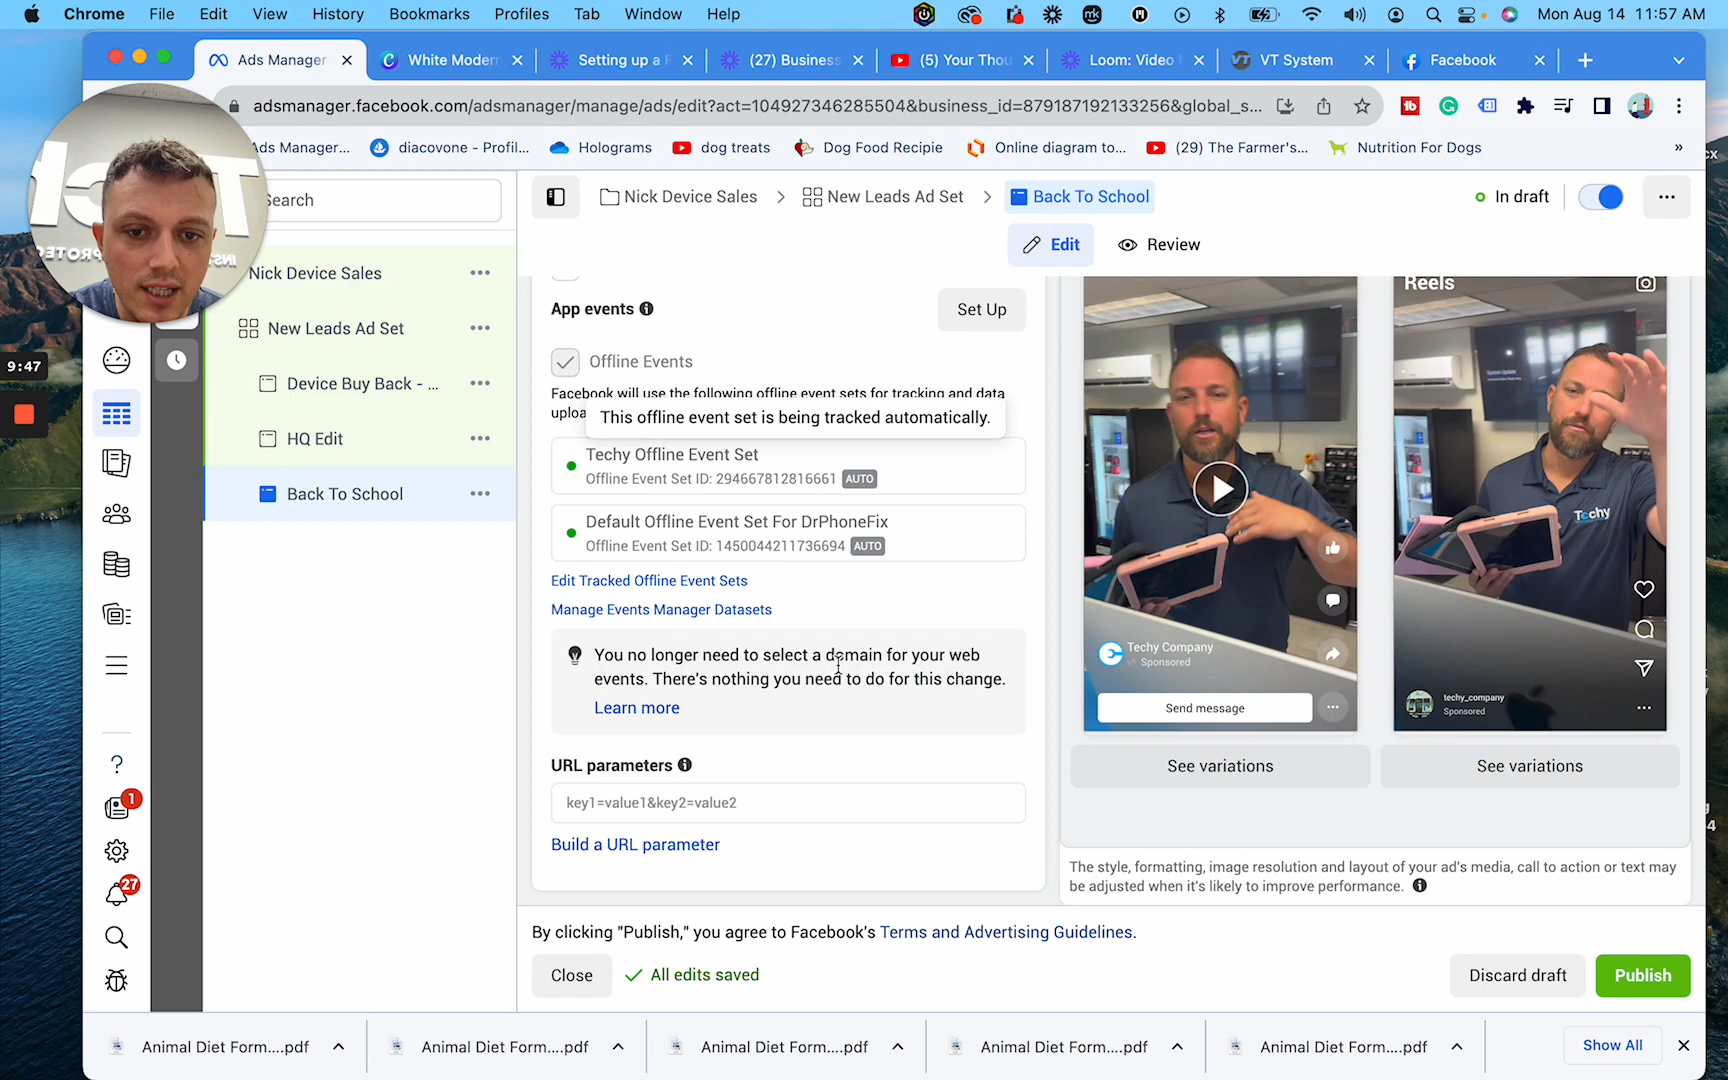 Chrome File Edit View History Bookmarks Profiles Tab Window Help Mon Aug 14 11:57 AM
Ads Manager White Modern Setting up a F (27) Business (5) Your Thou Loom: Video VT System Facebook
adsmanager.facebook.com/adsmanager/manage/ads/edit?act=104927346285504&business_id=879187192133256&global_s...
Ads Manager... diacovone - Profil... Holograms dog treats Dog Food Recipie Online diagram to... (29) The Farmer's... Nutrition For Dogs »
Search
Nick Device Sales > New Leads Ad Set > Back To School In draft
Edit Review
Nick Device Sales
New Leads Ad Set
Device Buy Back - ...
HQ Edit
Back To School
9:47
1
27
App events Set Up
Offline Events
Facebook will use the following offline event sets for tracking and data
uploa
This offline event set is being tracked automatically.
Techy Offline Event Set
Offline Event Set ID: 294667812816661 AUTO
Default Offline Event Set For DrPhoneFix
Offline Event Set ID: 1450044211736694 AUTO
Edit Tracked Offline Event Sets
Manage Events Manager Datasets
You no longer need to select a domain for your web
events. There's nothing you need to do for this change.
Learn more
URL parameters
key1=value1&key2=value2
Build a URL parameter
Reels
Techy
Techy Company
Sponsored
Send message
techy_company
Sponsored
See variations See variations
The style, formatting, image resolution and layout of your ad's media, call to action or text may
be adjusted when it's likely to improve performance.
By clicking "Publish," you agree to Facebook's Terms and Advertising Guidelines.
Close All edits saved Discard draft Publish
Animal Diet Form....pdf Animal Diet Form....pdf Animal Diet Form....pdf Animal Diet Form....pdf Animal Diet Form....pdf Show All